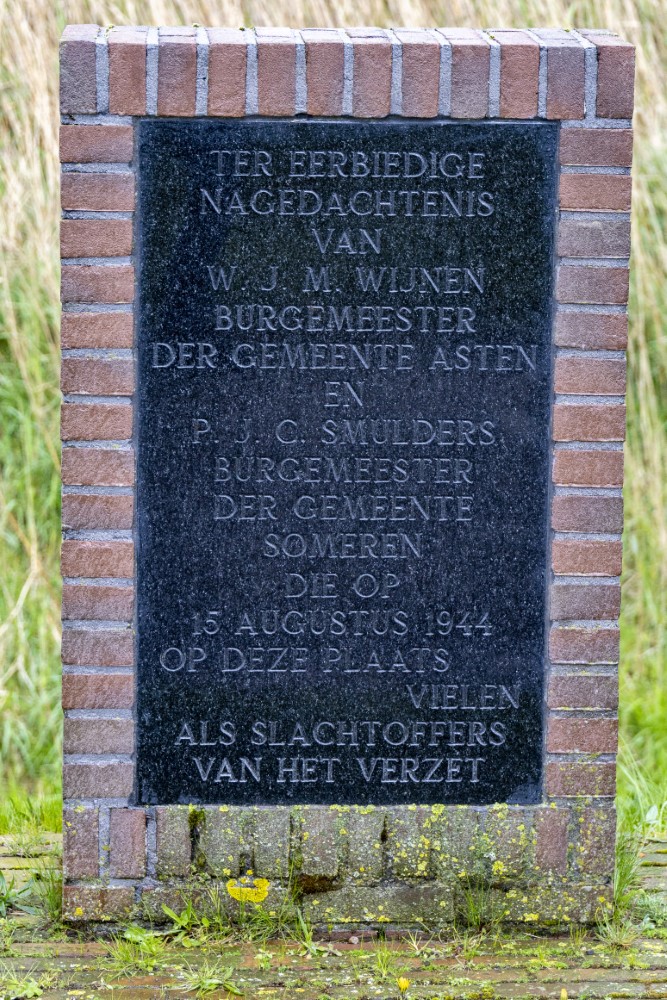 TER EERBIEDIGE
NAGEDACHTENIS
VAN
W. J. M. WIJNEN
BURGEMEESTER
DER GEMEENTE ASTEN
EN
P. J. C. SMULDERS
BURGEMEESTER
DER GEMEENTE
SOMEREN
DIE OP
15 AUGUSTUS 1944
OP DEZE PLAATS
VIELEN
ALS SLACHTOFFERS
VAN HET VERZET